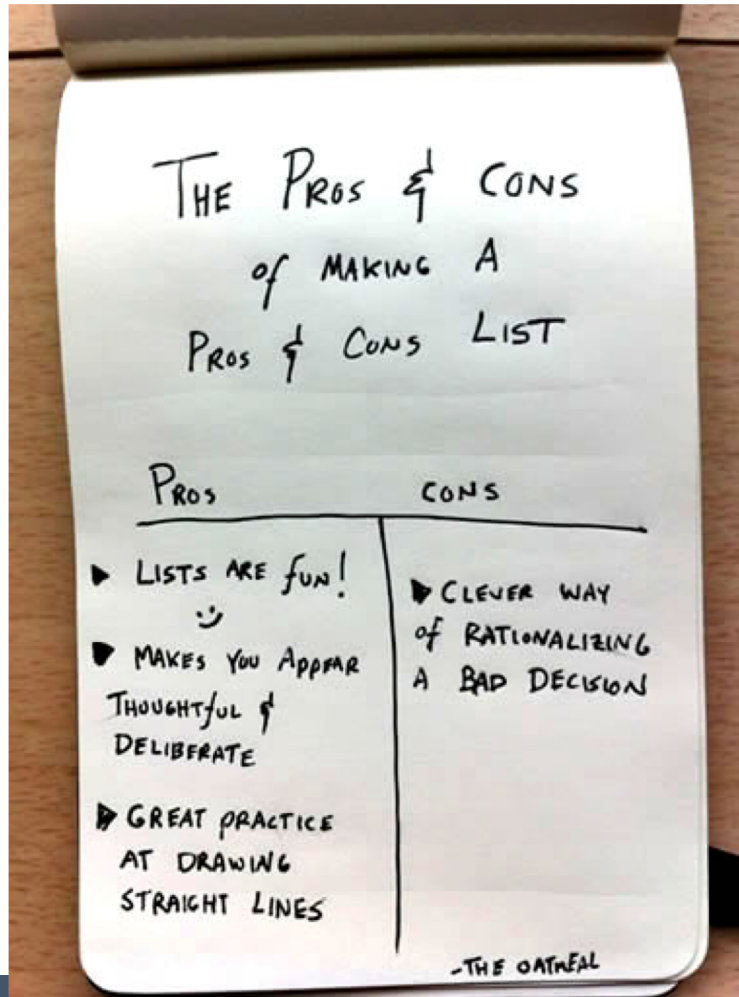 THE PROS & CONS
of MAKING A
PROS & CONS LIST
PROS
▶ LISTS ARE fUN!
:)
▶ MAKES YOU APPEAR
THOUGHTfUL &
DELIBERATE
▶ GREAT PRACTICE
AT DRAWING
STRAIGHT LINES
CONS
▶ CLEVER WAY
of RATIONALIZING
A BAD DECISION
-THE OATMEAL